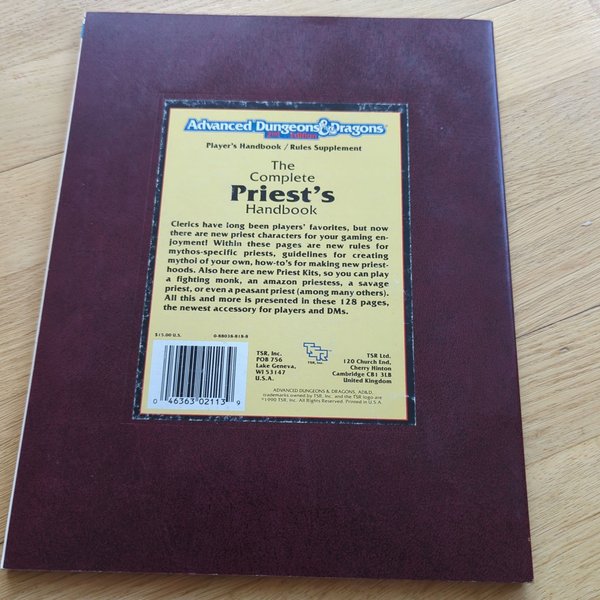 Advanced Dungeons & Dragons
2nd Edition
Player's Handbook / Rules Supplement
The
Complete
Priest's
Handbook
Clerics have long been players' favorites, but now
there are new priest characters for your gaming en-
joyment! Within these pages are new rules for
mythos-specific priests, guidelines for creating
mythoi of your own, how-to's for making new priest-
hoods. Also here are new Priest Kits, so you can play
a fighting monk, an amazon priestess, a savage
priest, or even a peasant priest (among many others).
All this and more is presented in these 128 pages,
the newest accessory for players and DMs.
$15.00 U.S.
0-88038-818-8
TSR, Inc.
POB 756
Lake Geneva,
WI 53147
U.S.A.
TSR, Inc.
TSR Ltd.
120 Church End,
Cherry Hinton
Cambridge CB1 3LB
United Kingdom
0 46363 02113 9
ADVANCED DUNGEONS & DRAGONS, AD&D,
trademarks owned by TSR, Inc. and the TSR logo are
©1990 TSR, Inc. All Rights Reserved. Printed in U.S.A.